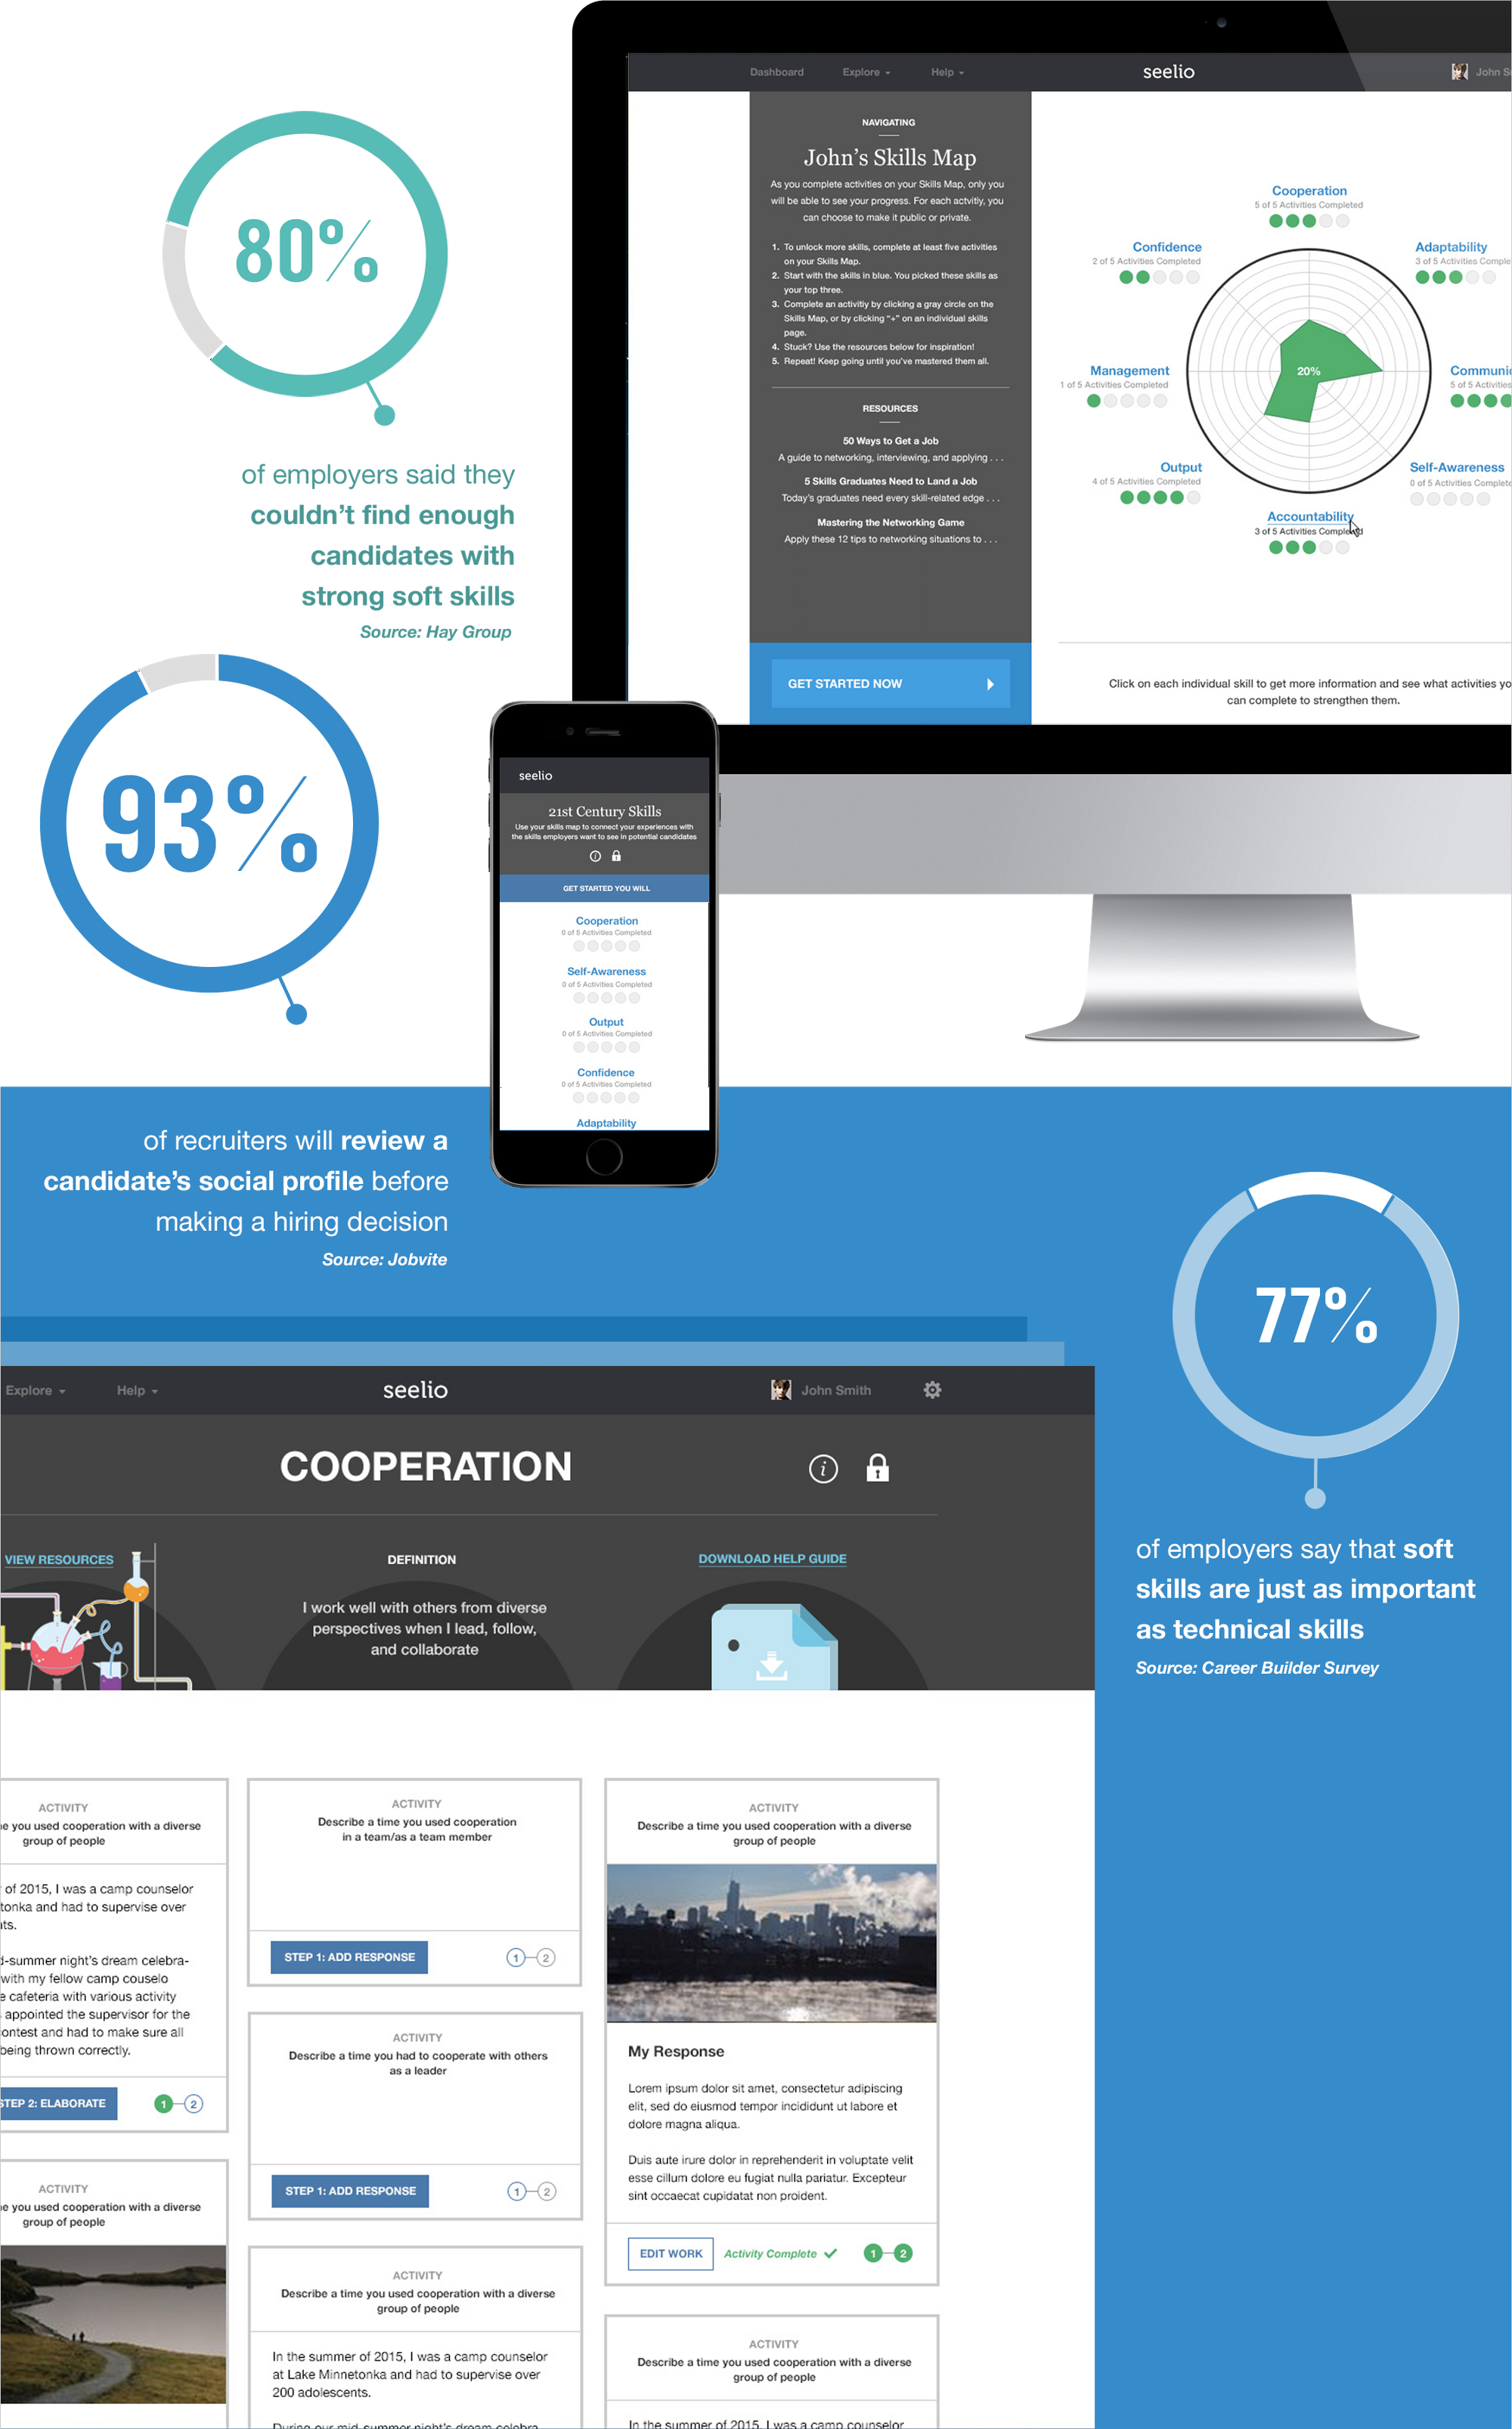 80%
of employers said they
couldn't find enough
candidates with
strong soft skills
Source: Hay Group
93%
of recruiters will review a
candidate's social profile before
making a hiring decision
Source: Jobvite
Dashboard
Explore
Help
seelio
John S
NAVIGATING
John's Skills Map
As you complete activities on your Skills Map, only you
will be able to see your progress. For each actvitiy, you
can choose to make it public or private.
1. To unlock more skills, complete at least five activities
on your Skills Map.
2. Start with the skills in blue. You picked these skills as
your top three.
3. Complete an activitiy by clicking a gray circle on the
Skills Map, or by clicking "+" on an individual skills
page.
4. Stuck? Use the resources below for inspiration!
5. Repeat! Keep going until you've mastered them all.
RESOURCES
50 Ways to Get a Job
A guide to networking, interviewing, and applying . . .
5 Skills Graduates Need to Land a Job
Today's graduates need every skill-related edge . . .
Mastering the Networking Game
Apply these 12 tips to networking situations to . . .
GET STARTED NOW
Cooperation
5 of 5 Activities Completed
Confidence
2 of 5 Activities Completed
Adaptability
3 of 5 Activities Comple
Management
1 of 5 Activities Completed
20%
Communic
5 of 5 Activities
Output
4 of 5 Activities Completed
Self-Awareness
0 of 5 Activities Complete
Accountability
3 of 5 Activities Completed
Click on each individual skill to get more information and see what activities yo
can complete to strengthen them.
seelio
21st Century Skills
Use your skills map to connect your experiences with
the skills employers want to see in potential candidates
GET STARTED YOU WILL
Cooperation
0 of 5 Activities Completed
Self-Awareness
0 of 5 Activities Completed
Output
0 of 5 Activities Completed
Confidence
0 of 5 Activities Completed
Adaptability
77%
of employers say that soft
skills are just as important
as technical skills
Source: Career Builder Survey
Explore
Help
seelio
John Smith
COOPERATION
VIEW RESOURCES
DEFINITION
I work well with others from diverse
perspectives when I lead, follow,
and collaborate
DOWNLOAD HELP GUIDE
ACTIVITY
e you used cooperation with a diverse
group of people
of 2015, I was a camp counselor
tonka and had to supervise over
ts.
d-summer night's dream celebra-
with my fellow camp couselo
e cafeteria with various activity
appointed the supervisor for the
ontest and had to make sure all
being thrown correctly.
STEP 2: ELABORATE
1 2
ACTIVITY
e you used cooperation with a diverse
group of people
ACTIVITY
Describe a time you used cooperation
in a team/as a team member
STEP 1: ADD RESPONSE
1 2
ACTIVITY
Describe a time you had to cooperate with others
as a leader
STEP 1: ADD RESPONSE
1 2
ACTIVITY
Describe a time you used cooperation with a diverse
group of people
In the summer of 2015, I was a camp counselor
at Lake Minnetonka and had to supervise over
200 adolescents.
During our mid-summer night's dream celebra-
ACTIVITY
Describe a time you used cooperation with a diverse
group of people
My Response
Lorem ipsum dolor sit amet, consectetur adipiscing
elit, sed do eiusmod tempor incididunt ut labore et
dolore magna aliqua.
Duis aute irure dolor in reprehenderit in voluptate velit
esse cillum dolore eu fugiat nulla pariatur. Excepteur
sint occaecat cupidatat non proident.
EDIT WORK
Activity Complete
1 2
ACTIVITY
Describe a time you used cooperation with a diverse
group of people
In the summer of 2015, I was a camp counselor